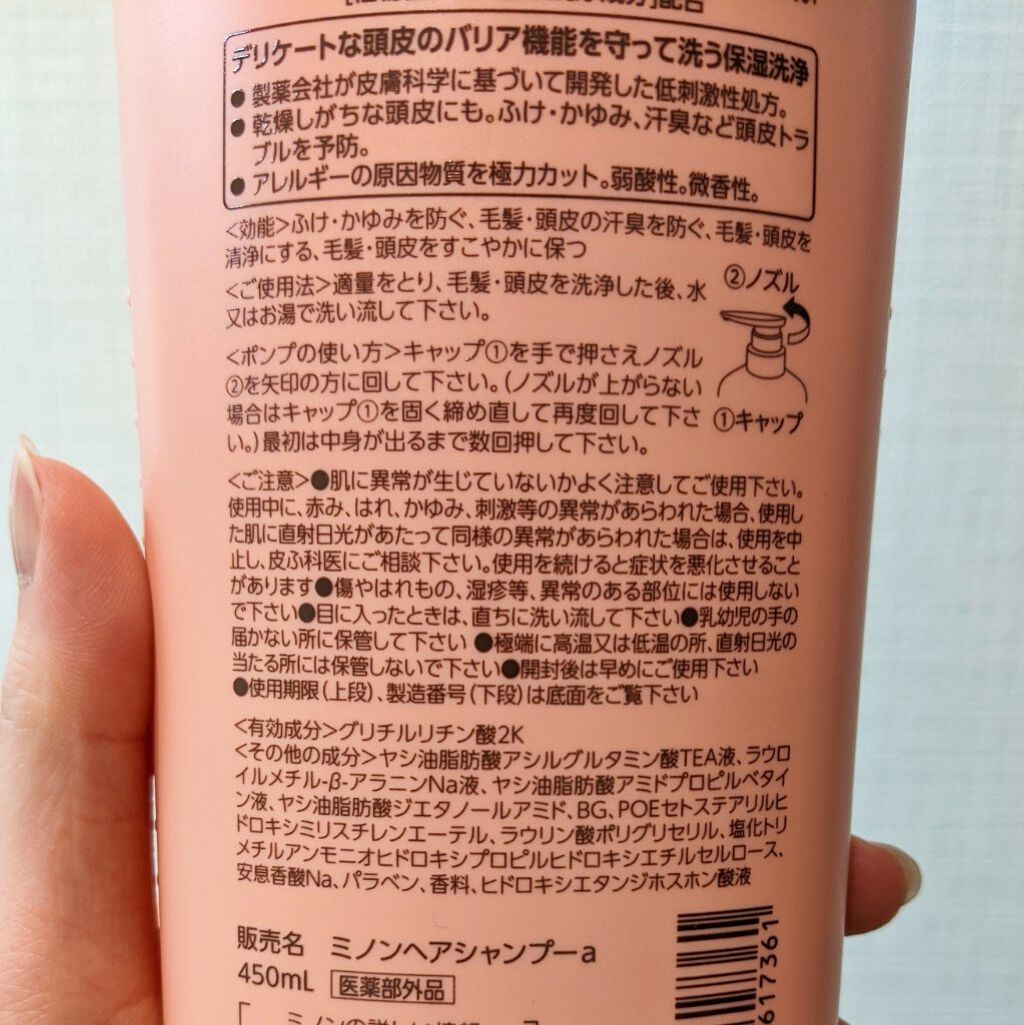 配合
デリケートな頭皮のバリア機能を守って洗う保湿洗浄
●製薬会社が皮膚科学に基づいて開発した低刺激性処方。
●乾燥しがちな頭皮にも。ふけ・かゆみ、汗臭など頭皮トラ
ブルを予防。
●アレルギーの原因物質を極力カット。弱酸性。微香性。
<効能>ふけ・かゆみを防ぐ、毛髪・頭皮の汗臭を防ぐ、毛髪・頭皮を
清浄にする、毛髪・頭皮をすこやかに保つ
<ご使用法>適量をとり、毛髪・頭皮を洗浄した後、水
又はお湯で洗い流して下さい。
②ノズル
<ポンプの使い方>キャップ①を手で押さえノズル
②を矢印の方に回して下さい。(ノズルが上がらない
場合はキャップ①を固く締め直して再度回して下さ
い。)最初は中身が出るまで数回押して下さい。
①キャップ
<ご注意>●肌に異常が生じていないかよく注意してご使用下さい。
使用中に、赤み、はれ、かゆみ、刺激等の異常があらわれた場合、使用し
た肌に直射日光があたって同様の異常があらわれた場合は、使用を中
止し、皮ふ科医にご相談下さい。使用を続けると症状を悪化させること
があります●傷やはれもの、湿疹等、異常のある部位には使用しない
で下さい●目に入ったときは、直ちに洗い流して下さい●乳幼児の手の
届かない所に保管して下さい ●極端に高温又は低温の所、直射日光の
当たる所には保管しないで下さい●開封後は早めにご使用下さい
●使用期限(上段)、製造番号(下段)は底面をご覧下さい
<有効成分>グリチルリチン酸2K
<その他の成分>ヤシ油脂肪酸アシルグルタミン酸TEA液、ラウロ
イルメチル-β-アラニンNa液、ヤシ油脂肪酸アミドプロピルベタイ
ン液、ヤシ油脂肪酸ジエタノールアミド、BG、POEセトステアリルヒ
ドロキシミリスチレンエーテル、ラウリン酸ポリグリセリル、塩化トリ
メチルアンモニオヒドロキシプロピルヒドロキシエチルセルロース、
安息香酸Na、パラベン、香料、ヒドロキシエタンジホスホン酸液
販売名 ミノンヘアシャンプーa
450mL 医薬部外品
617361